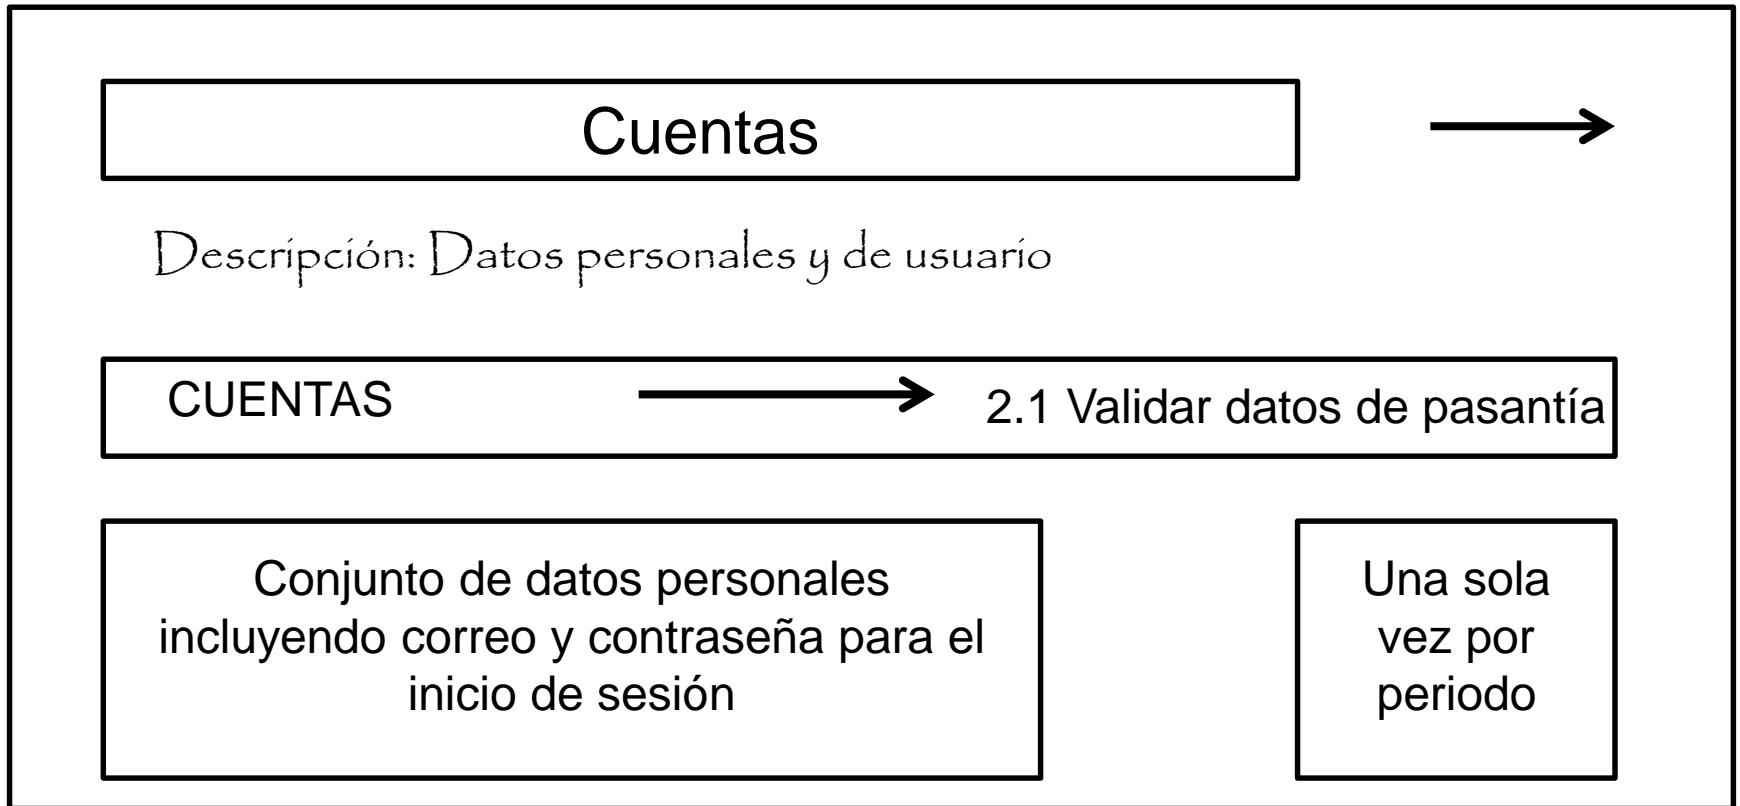 Cuentas
Descripción: Datos personales y de usuario
CUENTAS
2.1 Validar datos de pasantía
Conjunto de datos personales
incluyendo correo y contraseña para el
inicio de sesión
Una sola
vez por
periodo